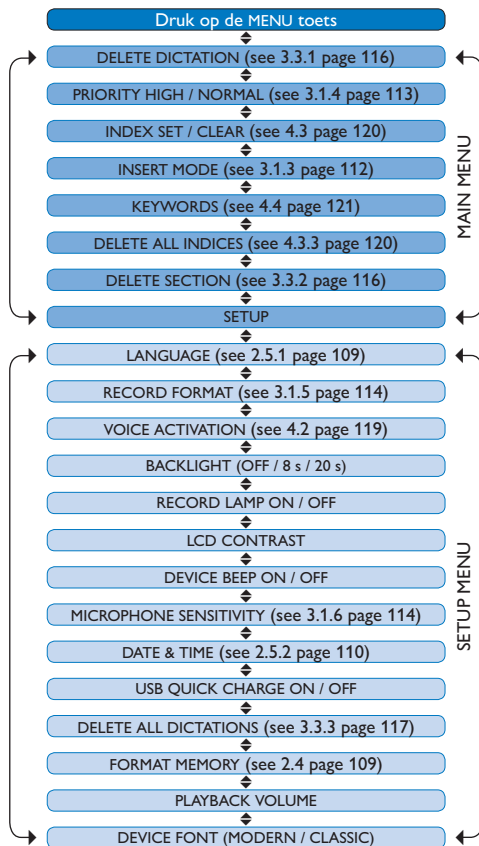 Druk op de MENU toets
DELETE DICTATION (see 3.3.1 page 116)
PRIORITY HIGH / NORMAL (see 3.1.4 page 113)
INDEX SET / CLEAR (see 4.3 page 120)
INSERT MODE (see 3.1.3 page 112)
KEYWORDS (see 4.4 page 121)
DELETE ALL INDICES (see 4.3.3 page 120)
DELETE SECTION (see 3.3.2 page 116)
SETUP
MAIN MENU
LANGUAGE (see 2.5.1 page 109)
RECORD FORMAT (see 3.1.5 page 114)
VOICE ACTIVATION (see 4.2 page 119)
BACKLIGHT (OFF / 8 s / 20 s)
RECORD LAMP ON / OFF
LCD CONTRAST
DEVICE BEEP ON / OFF
MICROPHONE SENSITIVITY (see 3.1.6 page 114)
DATE & TIME (see 2.5.2 page 110)
USB QUICK CHARGE ON / OFF
DELETE ALL DICTATIONS (see 3.3.3 page 117)
FORMAT MEMORY (see 2.4 page 109)
PLAYBACK VOLUME
DEVICE FONT (MODERN / CLASSIC)
SETUP MENU